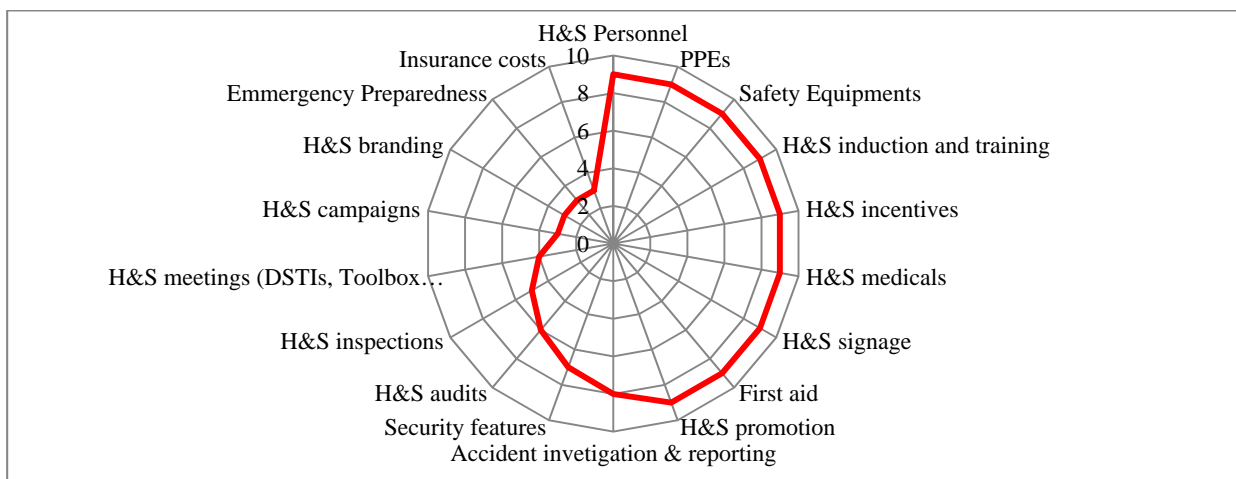 H&S Personnel
PPEs
Safety Equipments
H&S induction and training
H&S incentives
H&S medicals
H&S signage
First aid
H&S promotion
Accident invetigation & reporting
Security features
H&S audits
H&S inspections
H&S meetings (DSTIs, Toolbox…
H&S campaigns
H&S branding
Emmergency Preparedness
Insurance costs
10
8
6
4
2
0